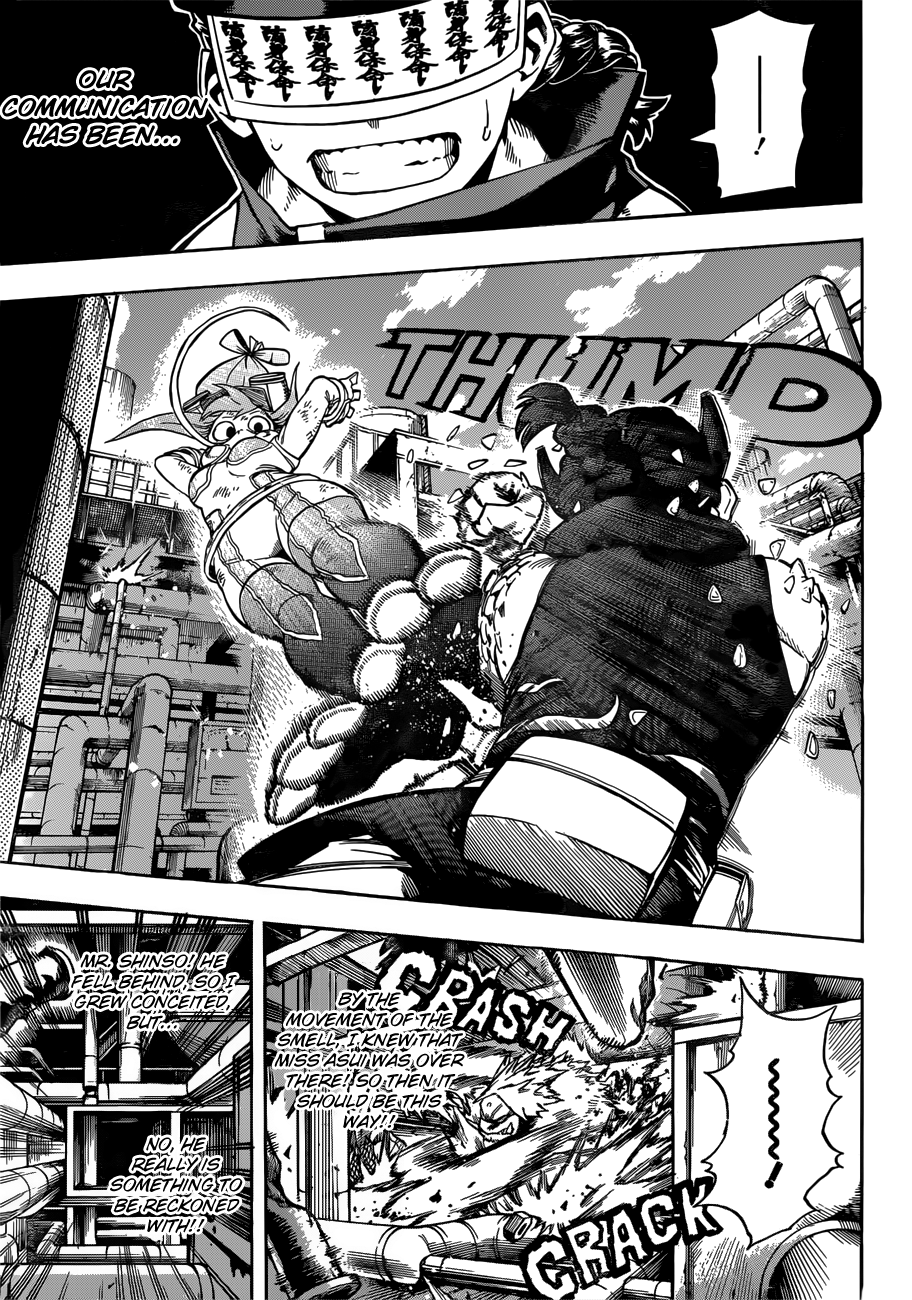 !
OUR
COMMUNICATION
HAS BEEN...
THUMD
CRASH
BY THE
MOVEMENT OF THE
SMELL, I KNEW THAT
MISS ASUI WAS OVER
THERE! SO THEN IT
SHOULD BE THIS
WAY!!
CRACK
MR. SHINSO! HE
FELL BEHIND, SO I
GREW CONCEITED,
BUT...
NO, HE
REALLY IS
SOMETHING TO
BE RECKONED
WITH!!